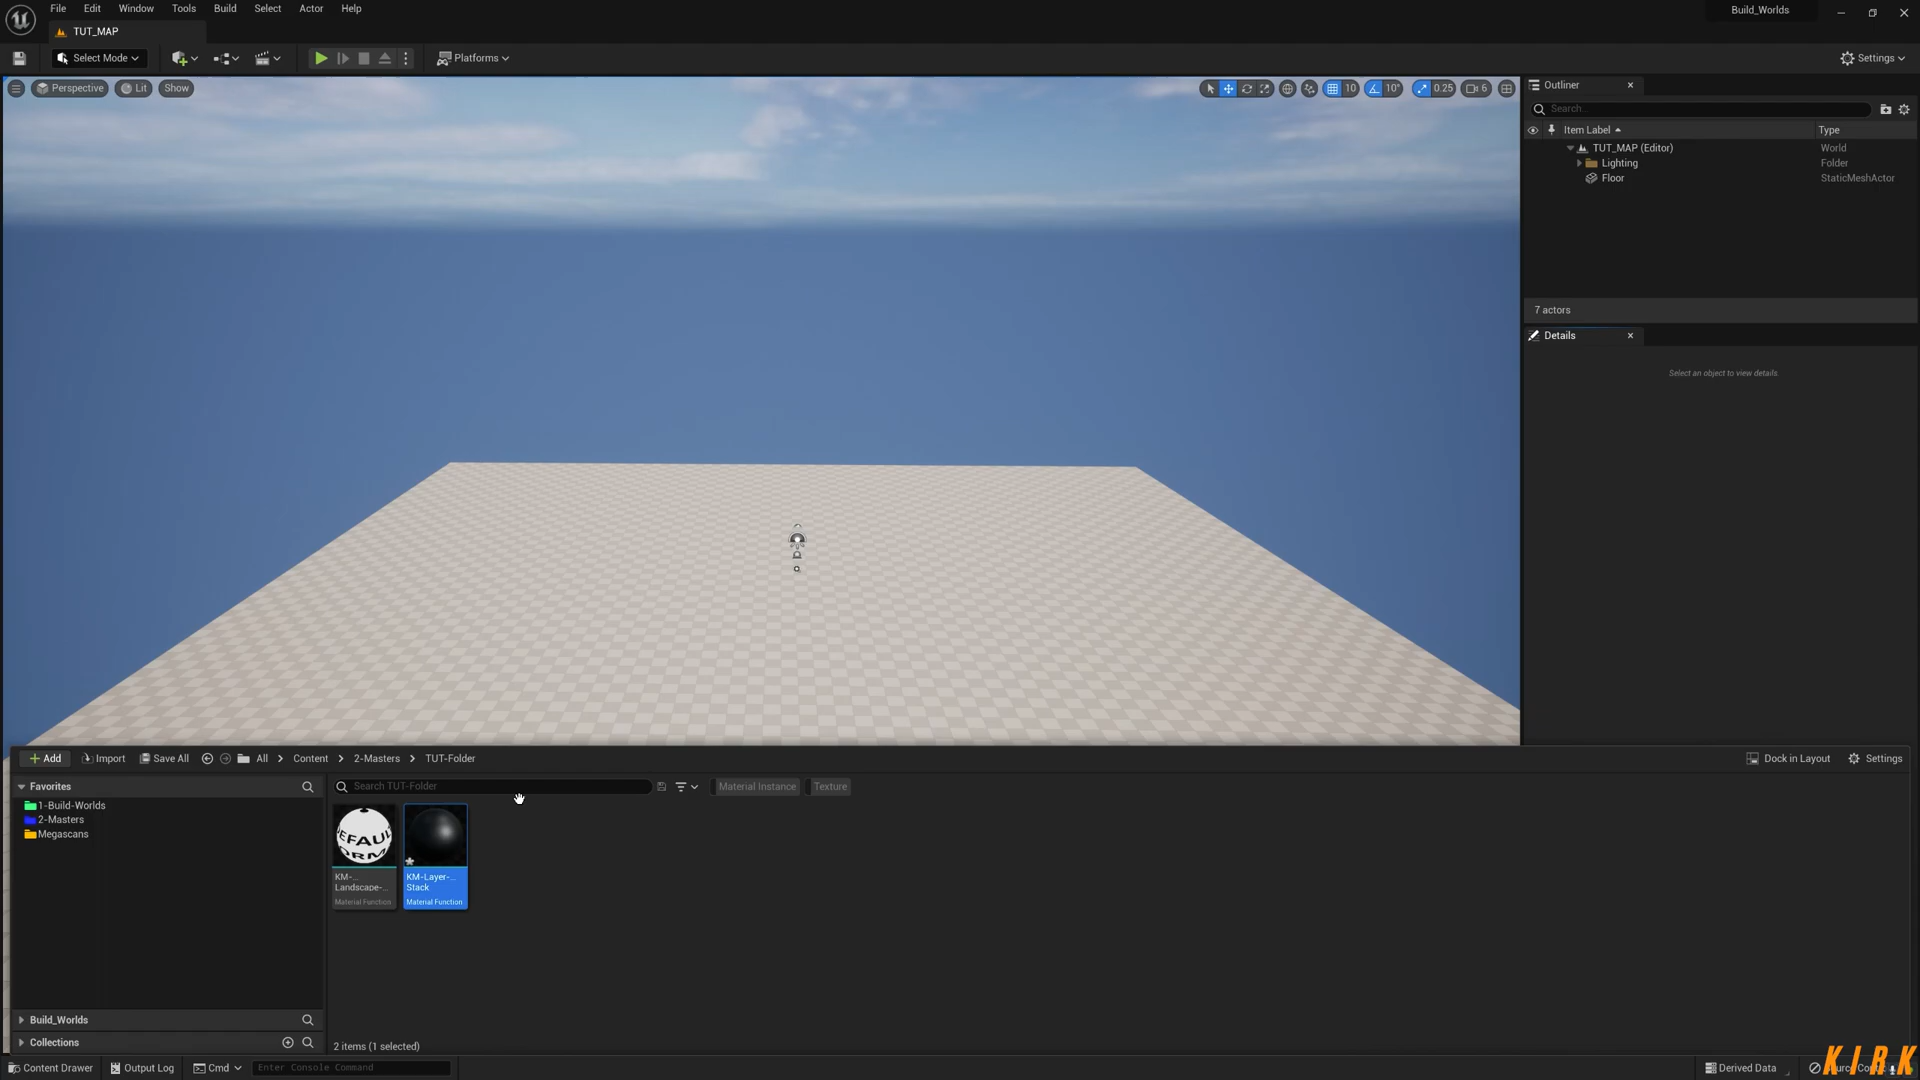 File Edit Window Tools Build Select Actor Help
Build_Worlds
TUT_MAP
Select Mode
Platforms
Settings
Perspective Lit Show
10 10° 0.25 6
Outliner
Search...
Item Label Type
TUT_MAP (Editor) World
Lighting Folder
Floor StaticMeshActor
7 actors
Details
Select an object to view details
Add Import Save All All Content 2-Masters TUT-Folder
Dock in Layout Settings
Favorites
Search TUT-Folder
Material Instance Texture
1-Build-Worlds
2-Masters
Megascans
EFAUL
ORM
KM-...
Landscape-...
Material Function
KM-Layer-...
Stack
Material Function
Build_Worlds
Collections
2 items (1 selected)
Content Drawer Output Log Cmd Enter Console Command
Derived Data
KIRK